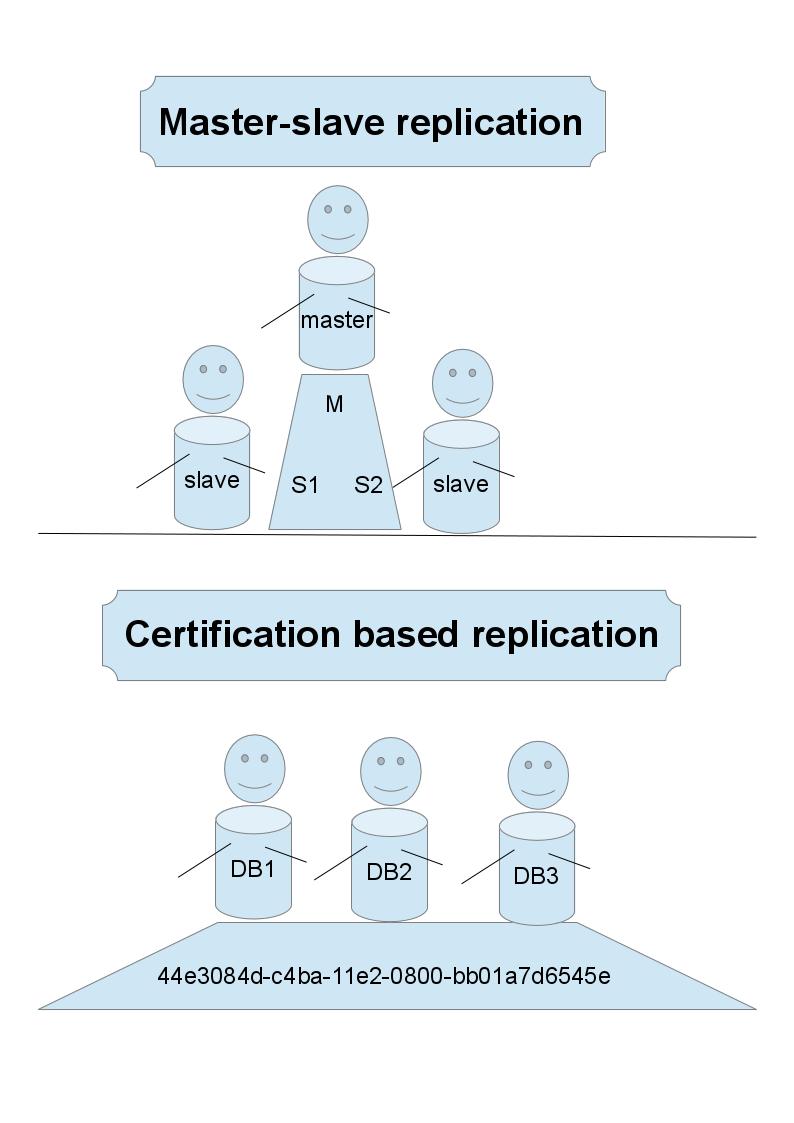 Master-slave replication
master
M
slave
S1
S2
slave
Certification based replication
DB1
DB2
DB3
44e3084d-c4ba-11e2-0800-bb01a7d6545e